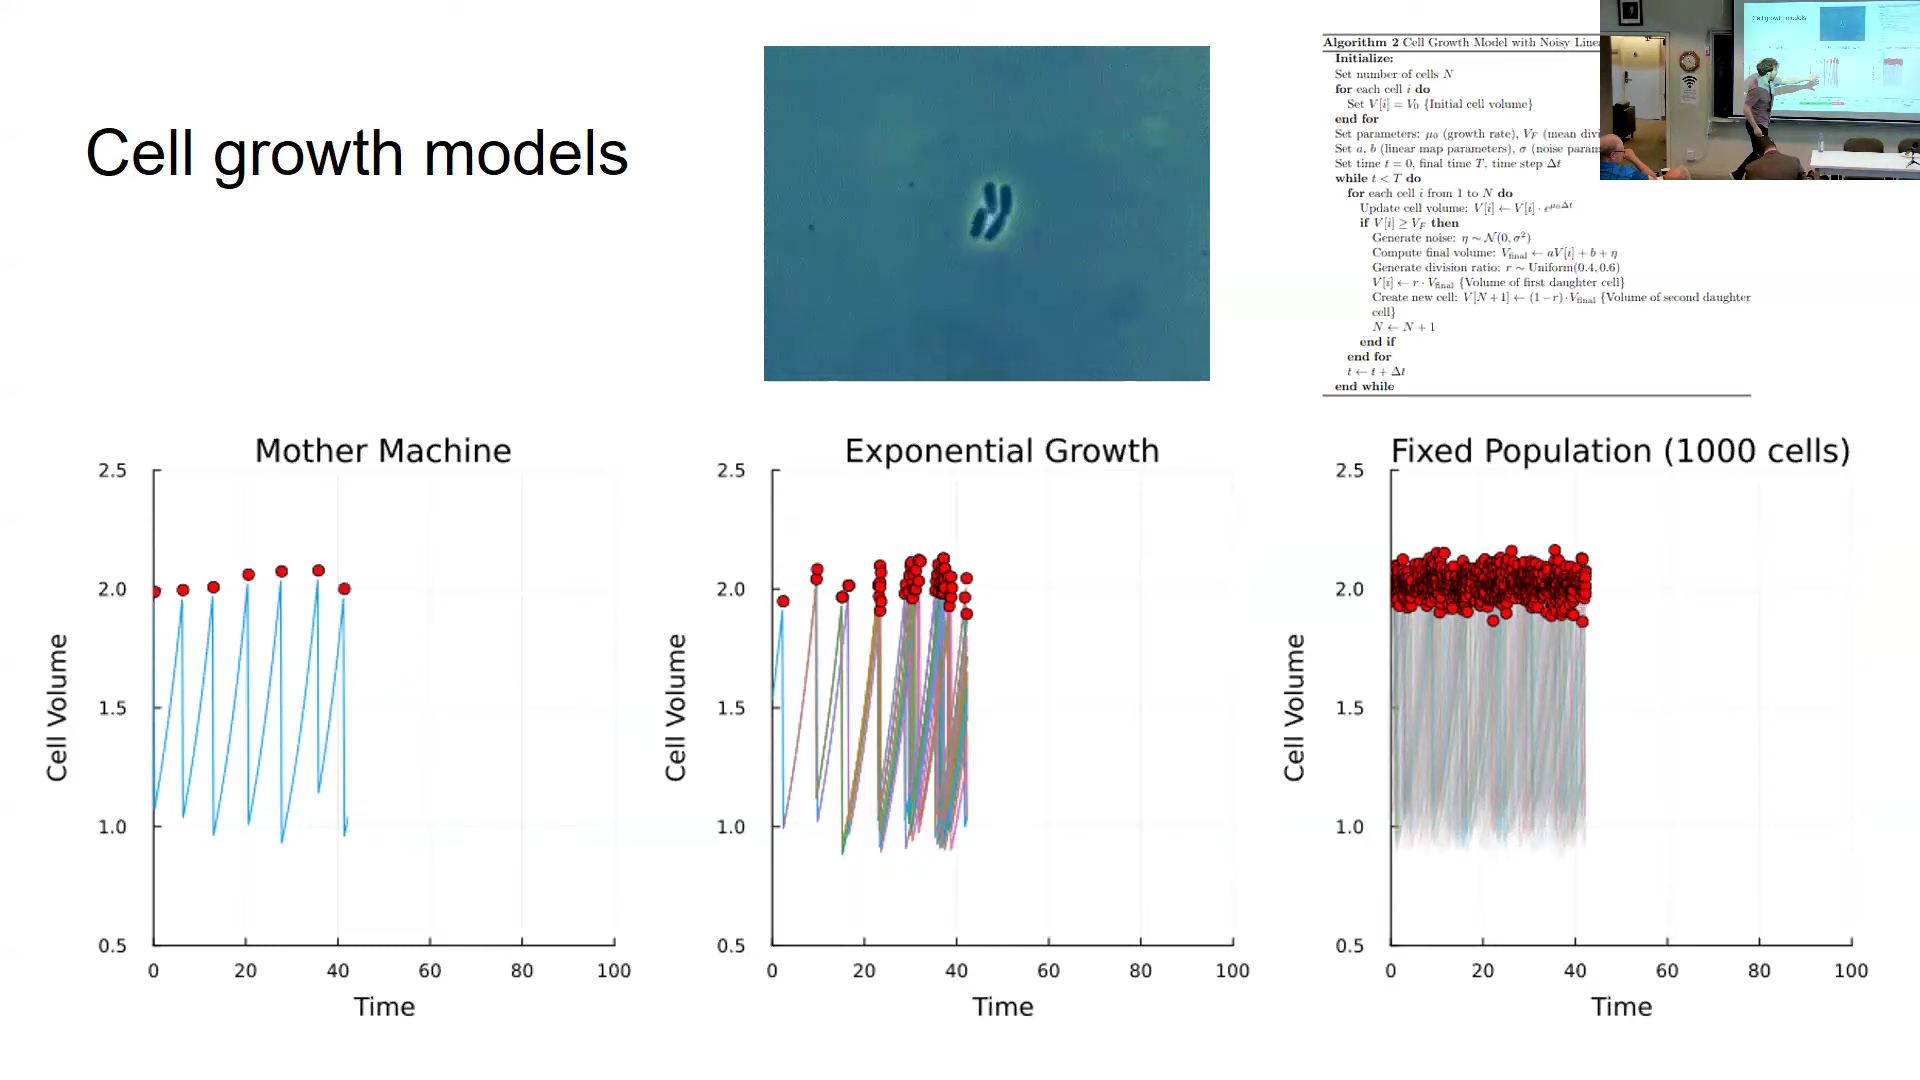 Cell growth models
Algorithm 2 Cell Growth Model with Noisy
Initialize:
Set number of cells N
for each cell i do
Set V[i] = V₀ {Initial cell volume}
end for
Set parameters: μ₀ (growth rate), V_F (mean
Set a, b (linear map parameters), σ (noise
Set time t = 0, final time T, time step Δt
while t < T do
for each cell i from 1 to N do
Update cell volume: V[i] ← V[i] · e^{μ₀Δt}
if V[i] ≥ V_F then
Generate noise: η ∼ 𝒩(0, σ²)
Compute final volume: V_final ← aV[i] + b + η
Generate division ratio: r ∼ Uniform(0.4, 0.6)
V[i] ← r · V_final {Volume of first daughter cell}
Create new cell: V[N+1] ← (1−r)·V_final {Volume of second daughter
cell}
N ← N + 1
end if
end for
t ← t + Δt
end while
Cell growth models
Mother Machine
2.5
2.0
1.5
1.0
0.5
0 20 40 60 80 100
Cell Volume
Time
Exponential Growth
2.5
2.0
1.5
1.0
0.5
0 20 40 60 80 100
Cell Volume
Time
Fixed Population (1000 cells)
2.5
2.0
1.5
1.0
0.5
0 20 40 60 80 100
Cell Volume
Time